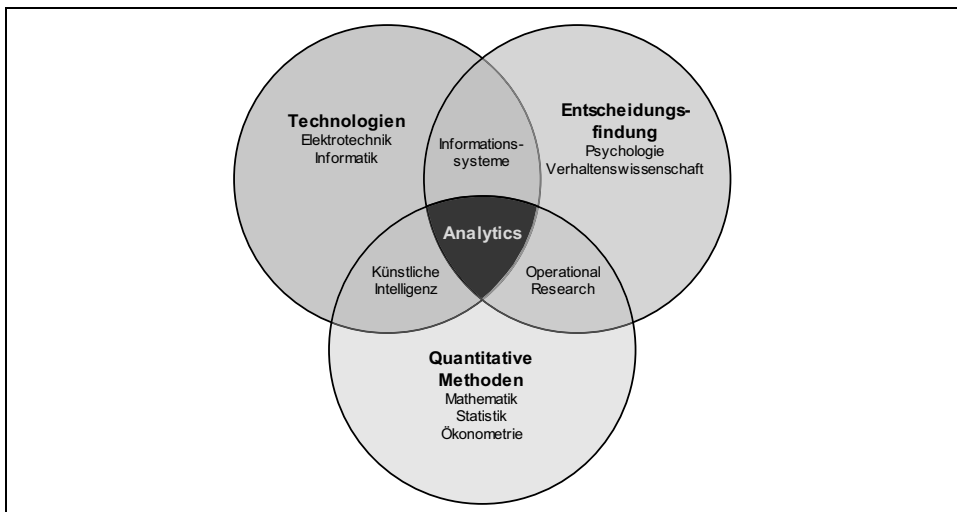 Technologien
Elektrotechnik
Informatik
Informations-
systeme
Entscheidungs-
findung
Psychologie
Verhaltenswissenschaft
Analytics
Künstliche
Intelligenz
Operational
Research
Quantitative
Methoden
Mathematik
Statistik
Ökonometrie